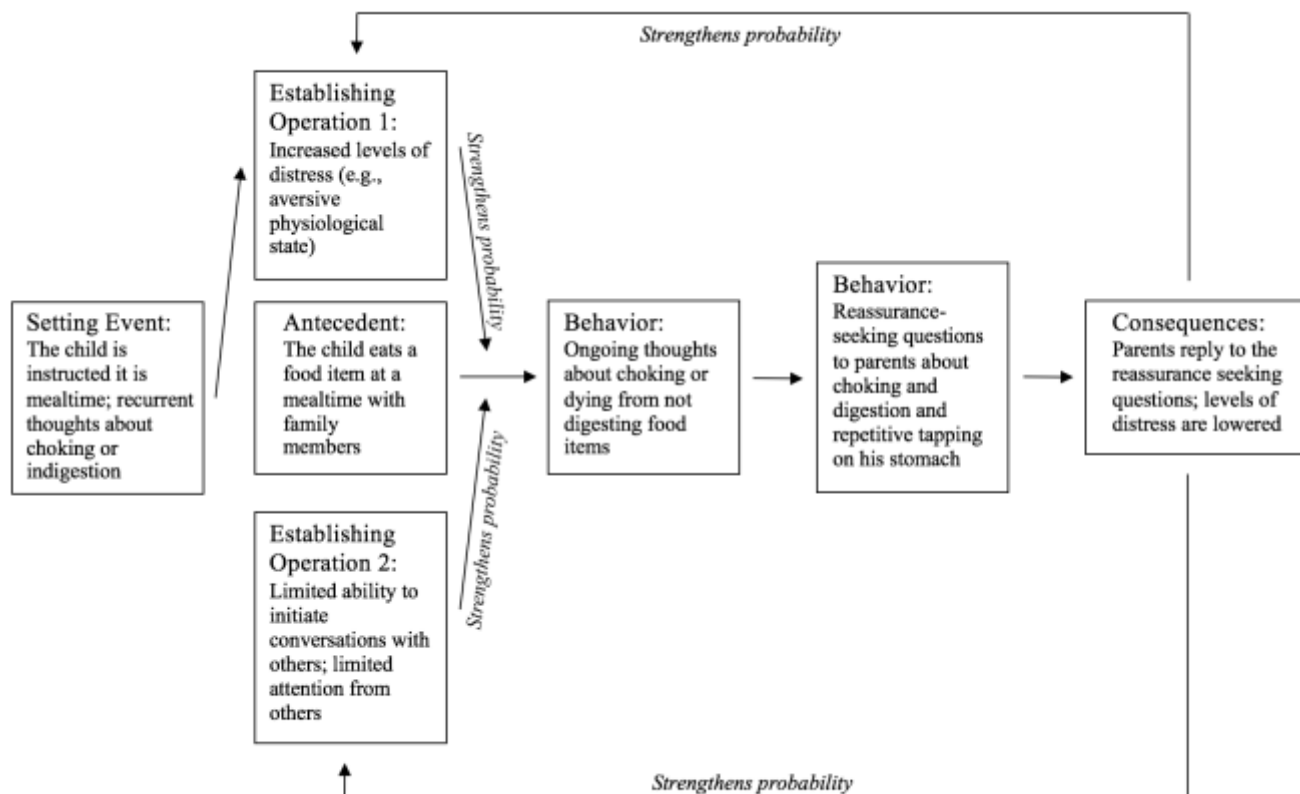 Strengthens probability
Establishing
Operation 1:
Increased levels of
distress (e.g.,
aversive
physiological
state)
Strengthens probability
Setting Event:
The child is
instructed it is
mealtime; recurrent
thoughts about
choking or
indigestion
Antecedent:
The child eats a
food item at a
mealtime with
family
members
Behavior:
Ongoing thoughts
about choking or
dying from not
digesting food
items
Behavior:
Reassurance-
seeking questions
to parents about
choking and
digestion and
repetitive tapping
on his stomach
Consequences:
Parents reply to the
reassurance seeking
questions; levels of
distress are lowered
Establishing
Operation 2:
Limited ability to
initiate
conversations with
others; limited
attention from
others
Strengthens probability
Strengthens probability